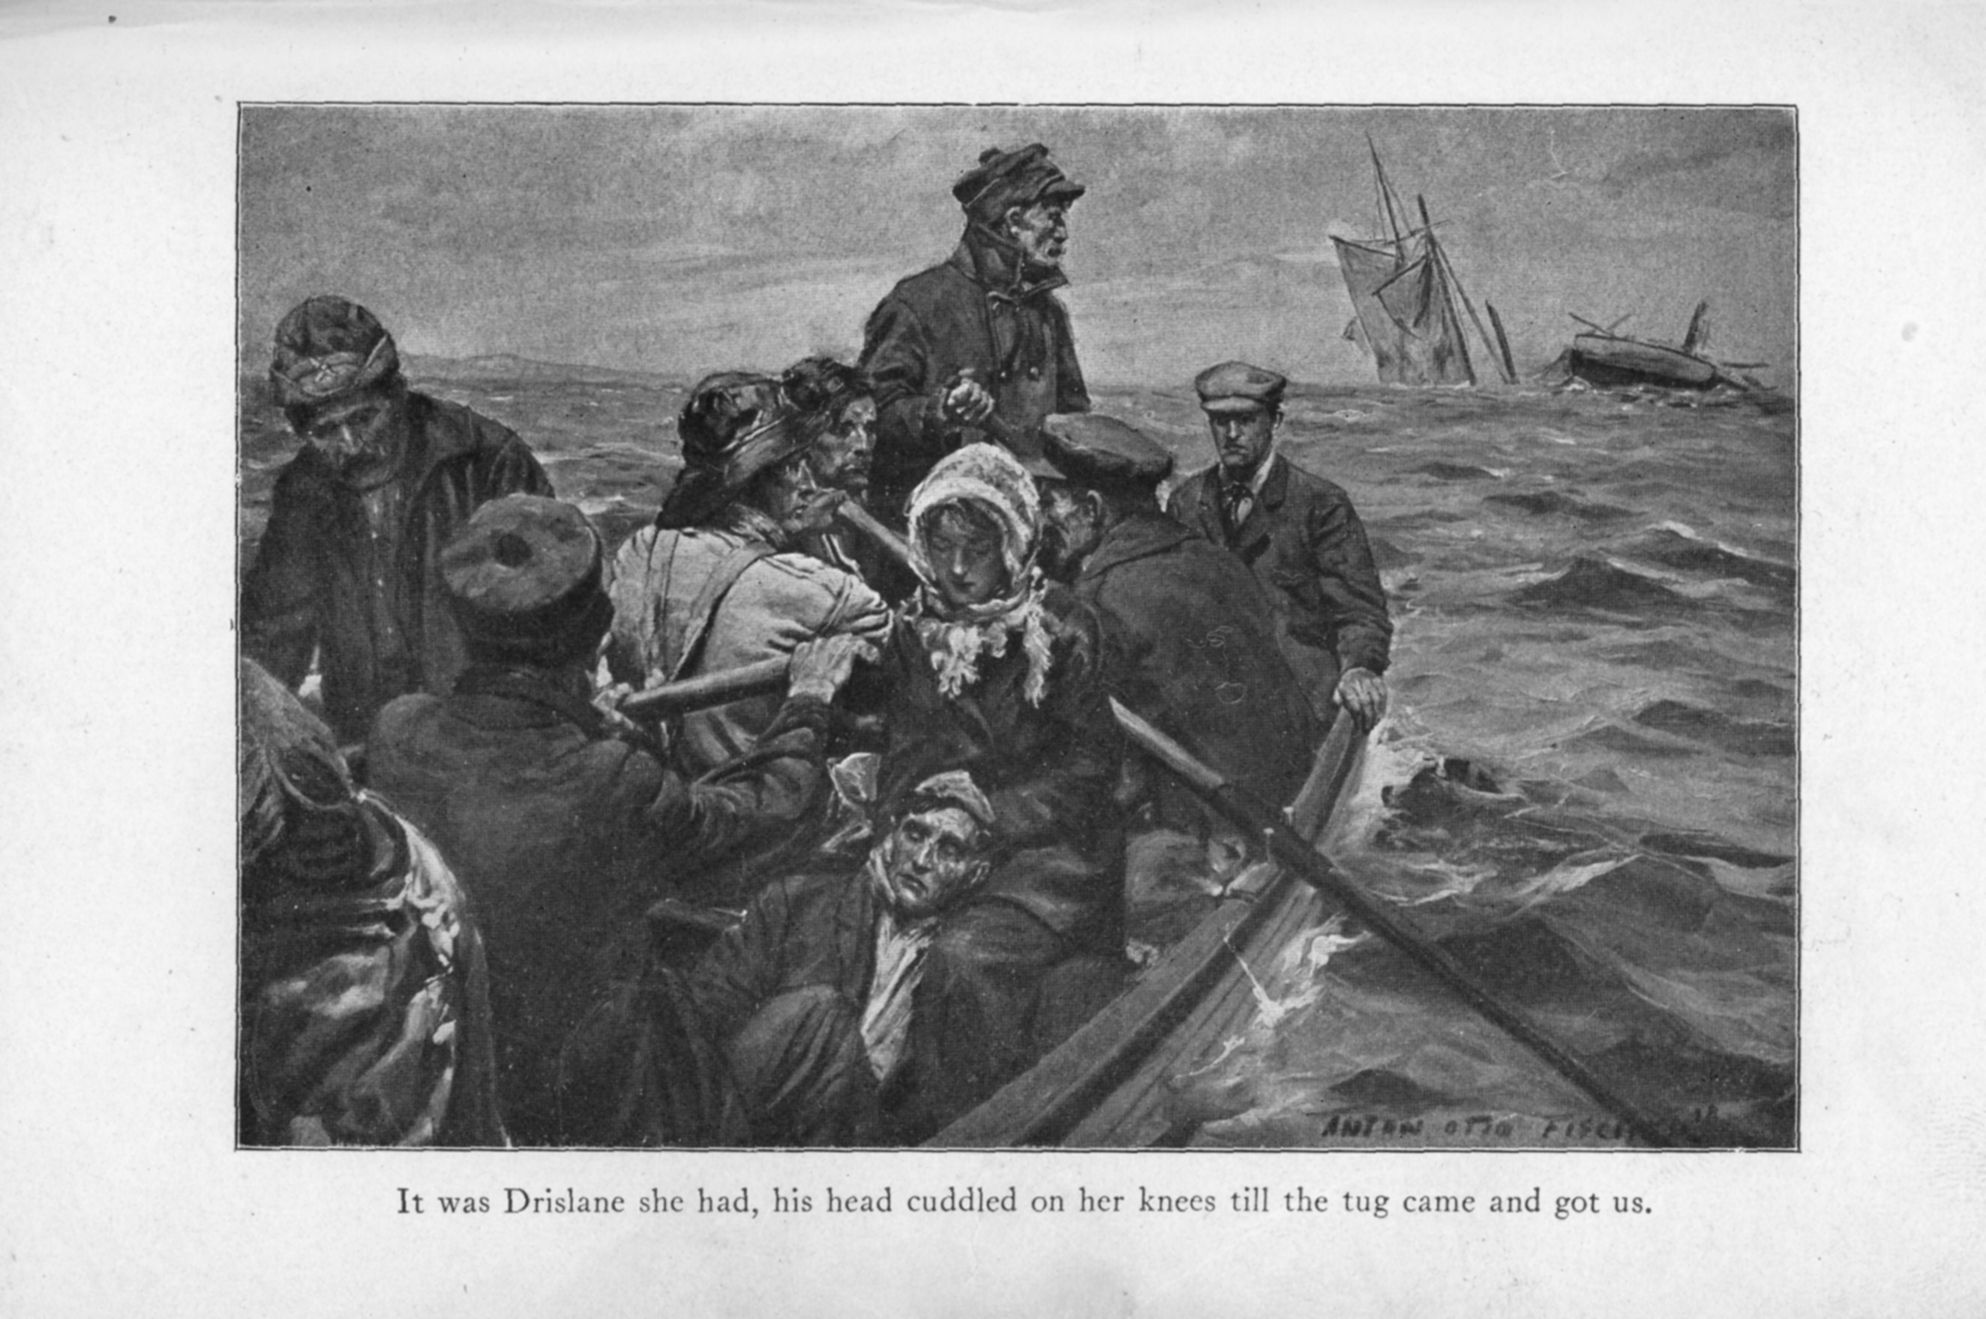 ANTON OTTO FISCHER
It was Drislane she had, his head cuddled on her knees till the tug came and got us.